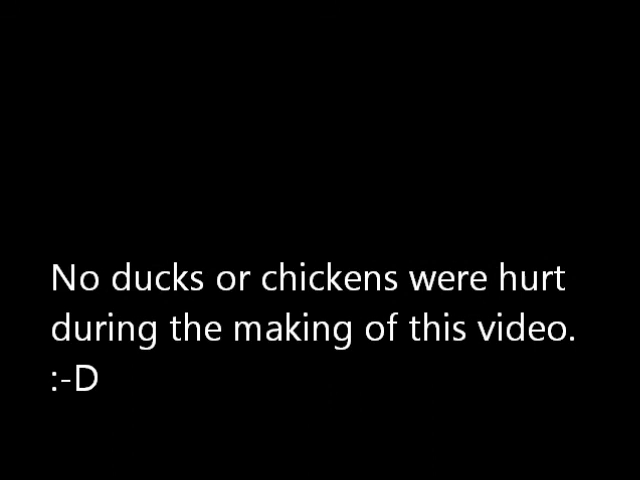 No ducks or chickens were hurt
during the making of this video.
:-D